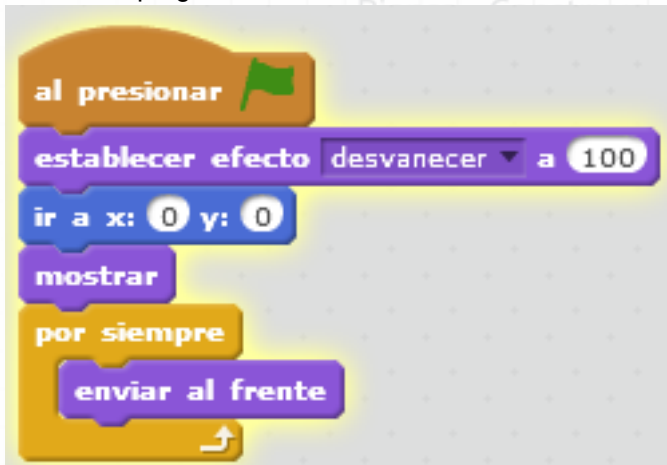 al presionar
establecer efecto desvanecer a 100
ir a x: 0 y: 0
mostrar
por siempre
enviar al frente